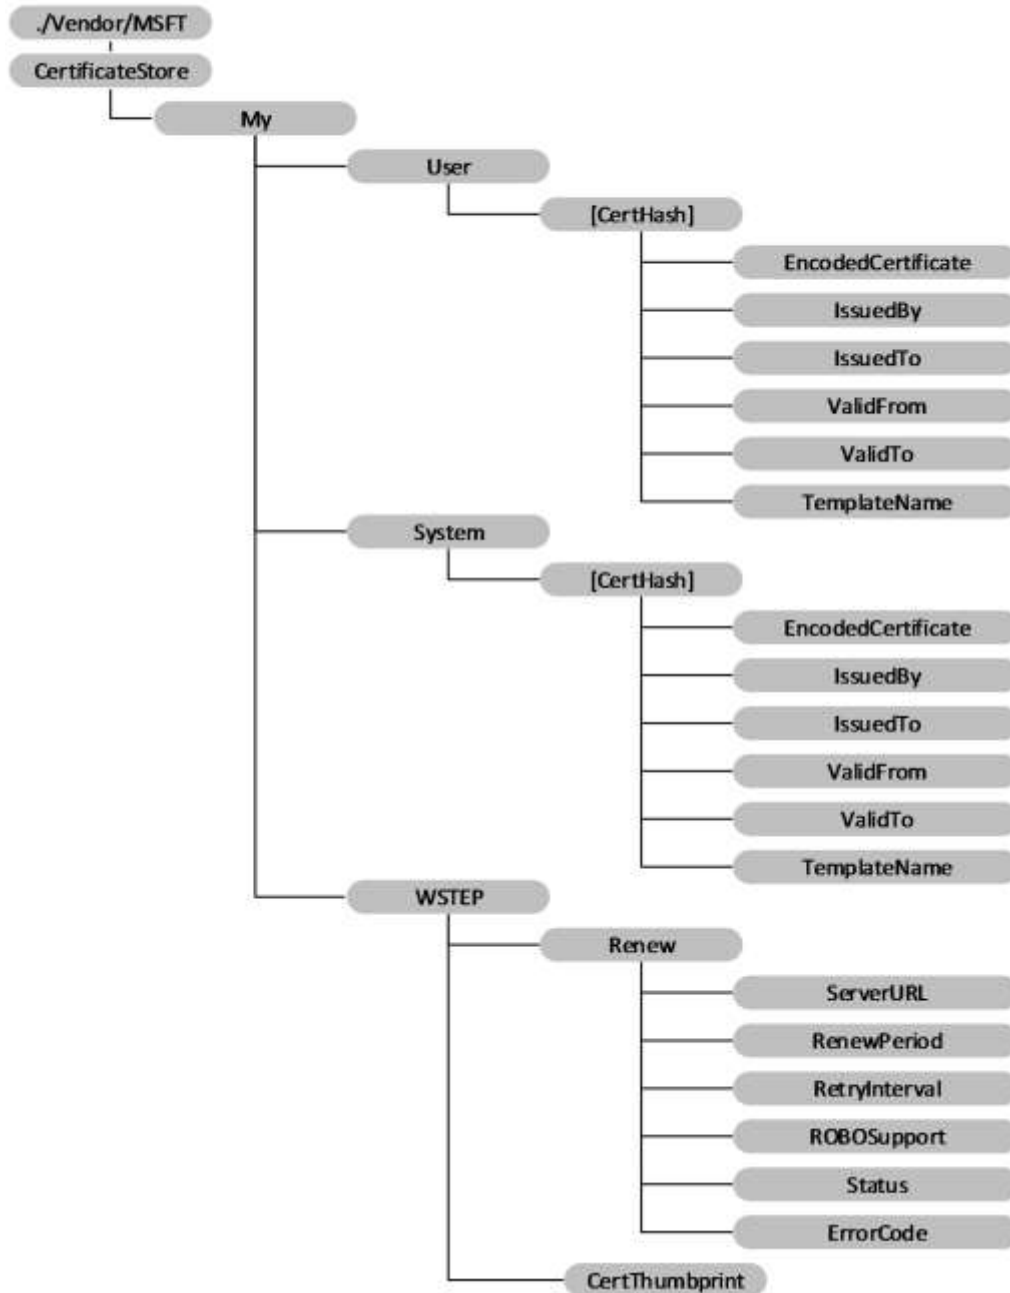 ./Vendor/MSFT
CertificateStore
My
User
[CertHash]
EncodedCertificate
IssuedBy
IssuedTo
ValidFrom
ValidTo
TemplateName
System
[CertHash]
EncodedCertificate
IssuedBy
IssuedTo
ValidFrom
ValidTo
TemplateName
WSTEP
Renew
ServerURL
RenewPeriod
RetryInterval
ROBOSupport
Status
ErrorCode
CertThumbprint